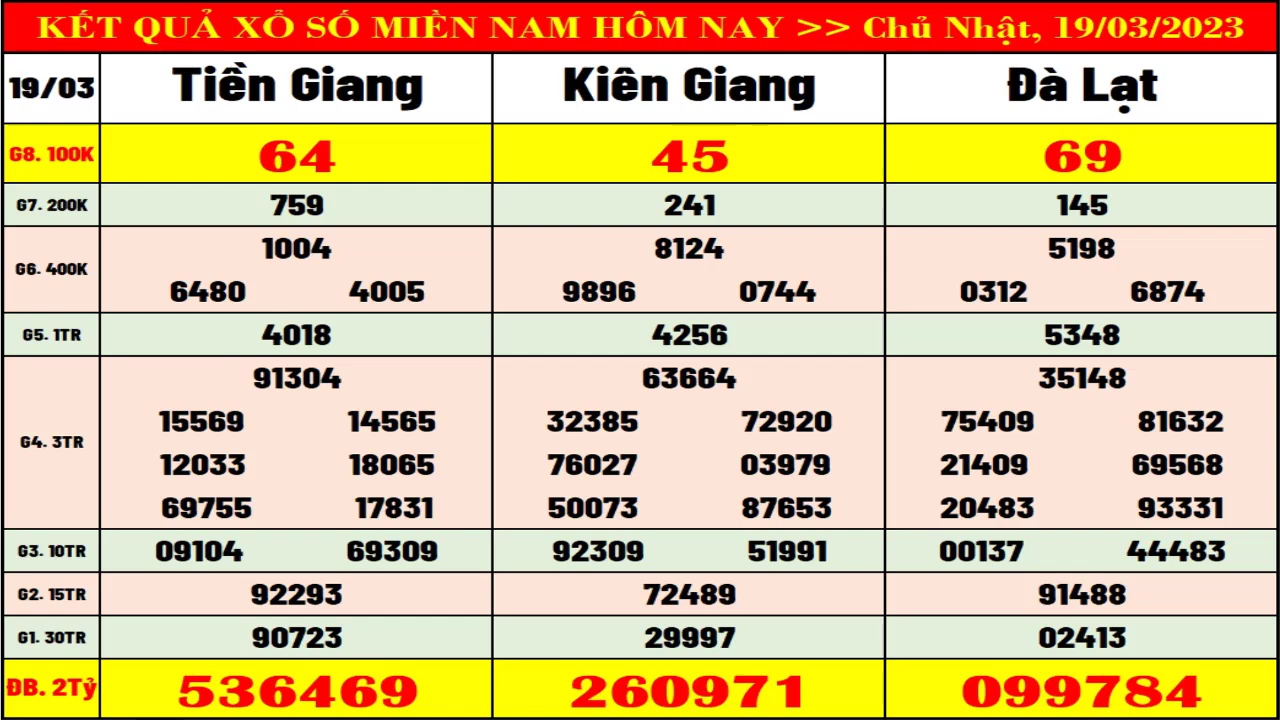 KẾT QUẢ XỔ SỐ MIỀN NAM HÔM NAY >> Chủ Nhật, 19/03/2023
19/03 Tiền Giang Kiên Giang Đà Lạt
G8. 100K 64 45 69
G7. 200K 759 241 145
G6. 400K
1004 8124 5198
6480 4005 9896 0744 0312 6874
G5. 1TR 4018 4256 5348
91304 63664 35148
15569 14565 32385 72920 75409 81632
G4. 3TR
12033 18065 76027 03979 21409 69568
69755 17831 50073 87653 20483 93331
G3. 10TR 09104 69309 92309 51991 00137 44483
G2. 15TR 92293 72489 91488
G1. 30TR 90723 29997 02413
ĐB. 2Tỷ 536469 260971 099784